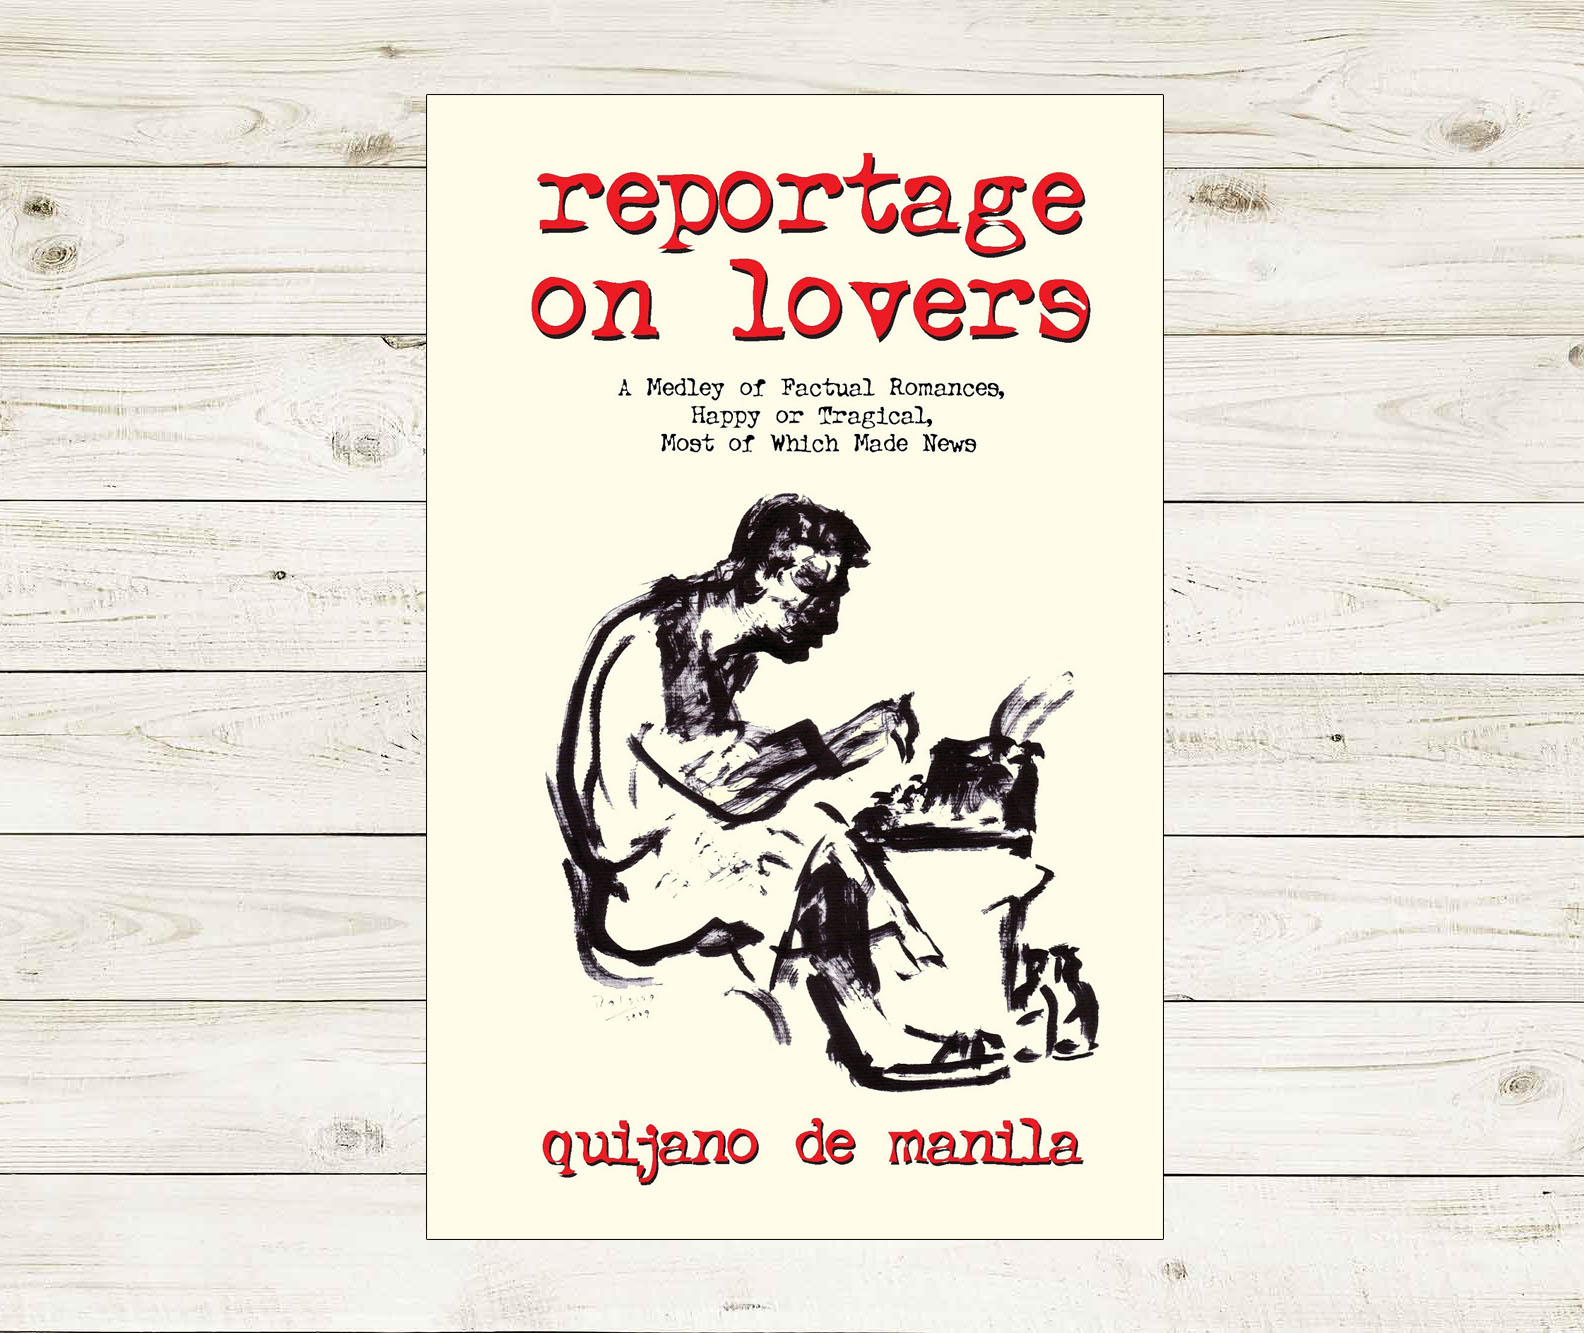 reportage
on lovers
A Medley of Factual Romances,
Happy or Tragical,
Most of Which Made News
quijano de manila